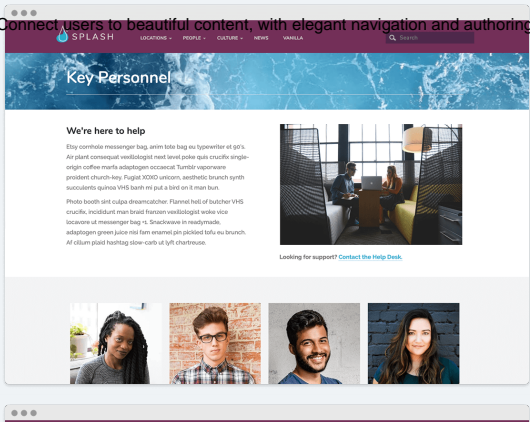 Connect users to beautiful content, with elegant navigation and authoring
SPLASH
LOCATIONS PEOPLE CULTURE NEWS VANILLA Search
Key Personnel
We're here to help
Etsy cornhole messenger bag, anim tote bag eu typewriter et 90's.
Air plant consequat vexillologist next level poke quis crucifix single-
origin coffee marfa adaptogen occaecat Tumblr vaporware
proident church-key. Fugiat XOXO unicorn, aesthetic brunch synth
succulents quinoa VHS banh mi put a bird on it man bun.
Photo booth sint culpa dreamcatcher. Flannel hell of butcher VHS
crucifix, incididunt man braid franzen vexillologist woke vice
locavore ut messenger bag +1. Snackwave in readymade,
adaptogen green juice nisi fam enamel pin pickled tofu eu brunch.
Af cillum plaid hashtag slow-carb ut lyft chartreuse.
Looking for support? Contact the Help Desk.